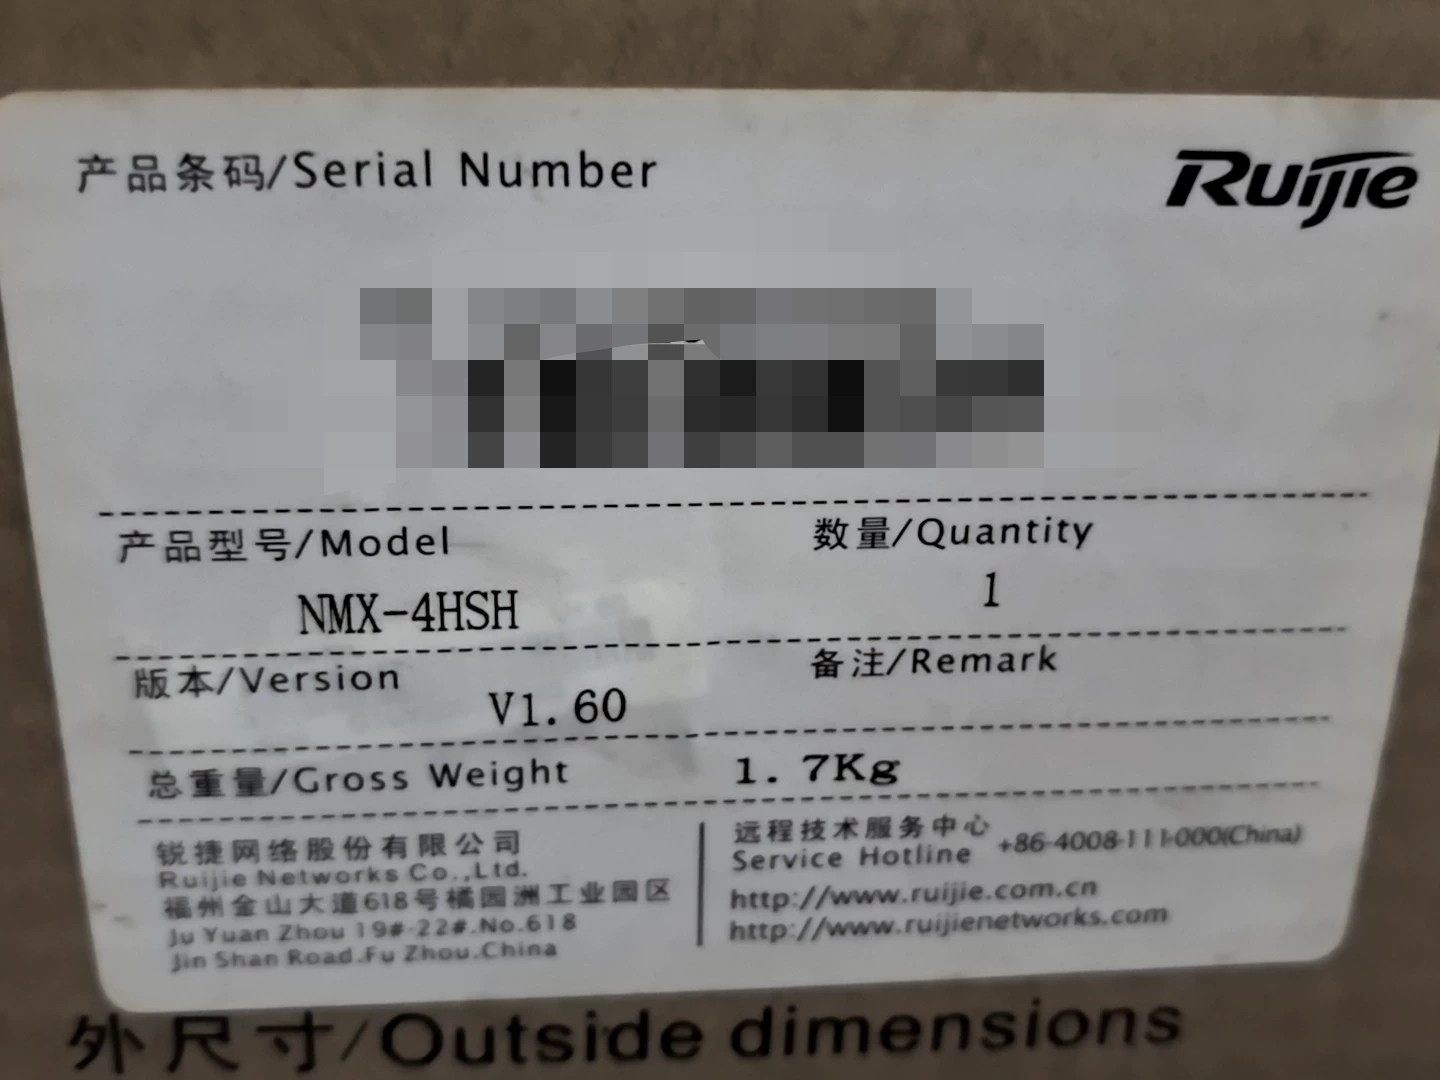 产品条码/Serial Number
Ruijie
产品型号/Model
NMX-4HSH
数量/Quantity
1
版本/Version
V1.60
备注/Remark
总重量/Gross Weight
1.7Kg
锐捷网络股份有限公司
Ruijie Networks Co.,Ltd.
福州金山大道618号橘园洲工业园区
Ju Yuan Zhou 19#-22#.No.618
Jin Shan Road.Fu Zhou.China
远程技术服务中心
Service Hotline
+86-4008-111-000(China)
http://www.ruijie.com.cn
http://www.ruijienetworks.com
外尺寸/Outside dimensions